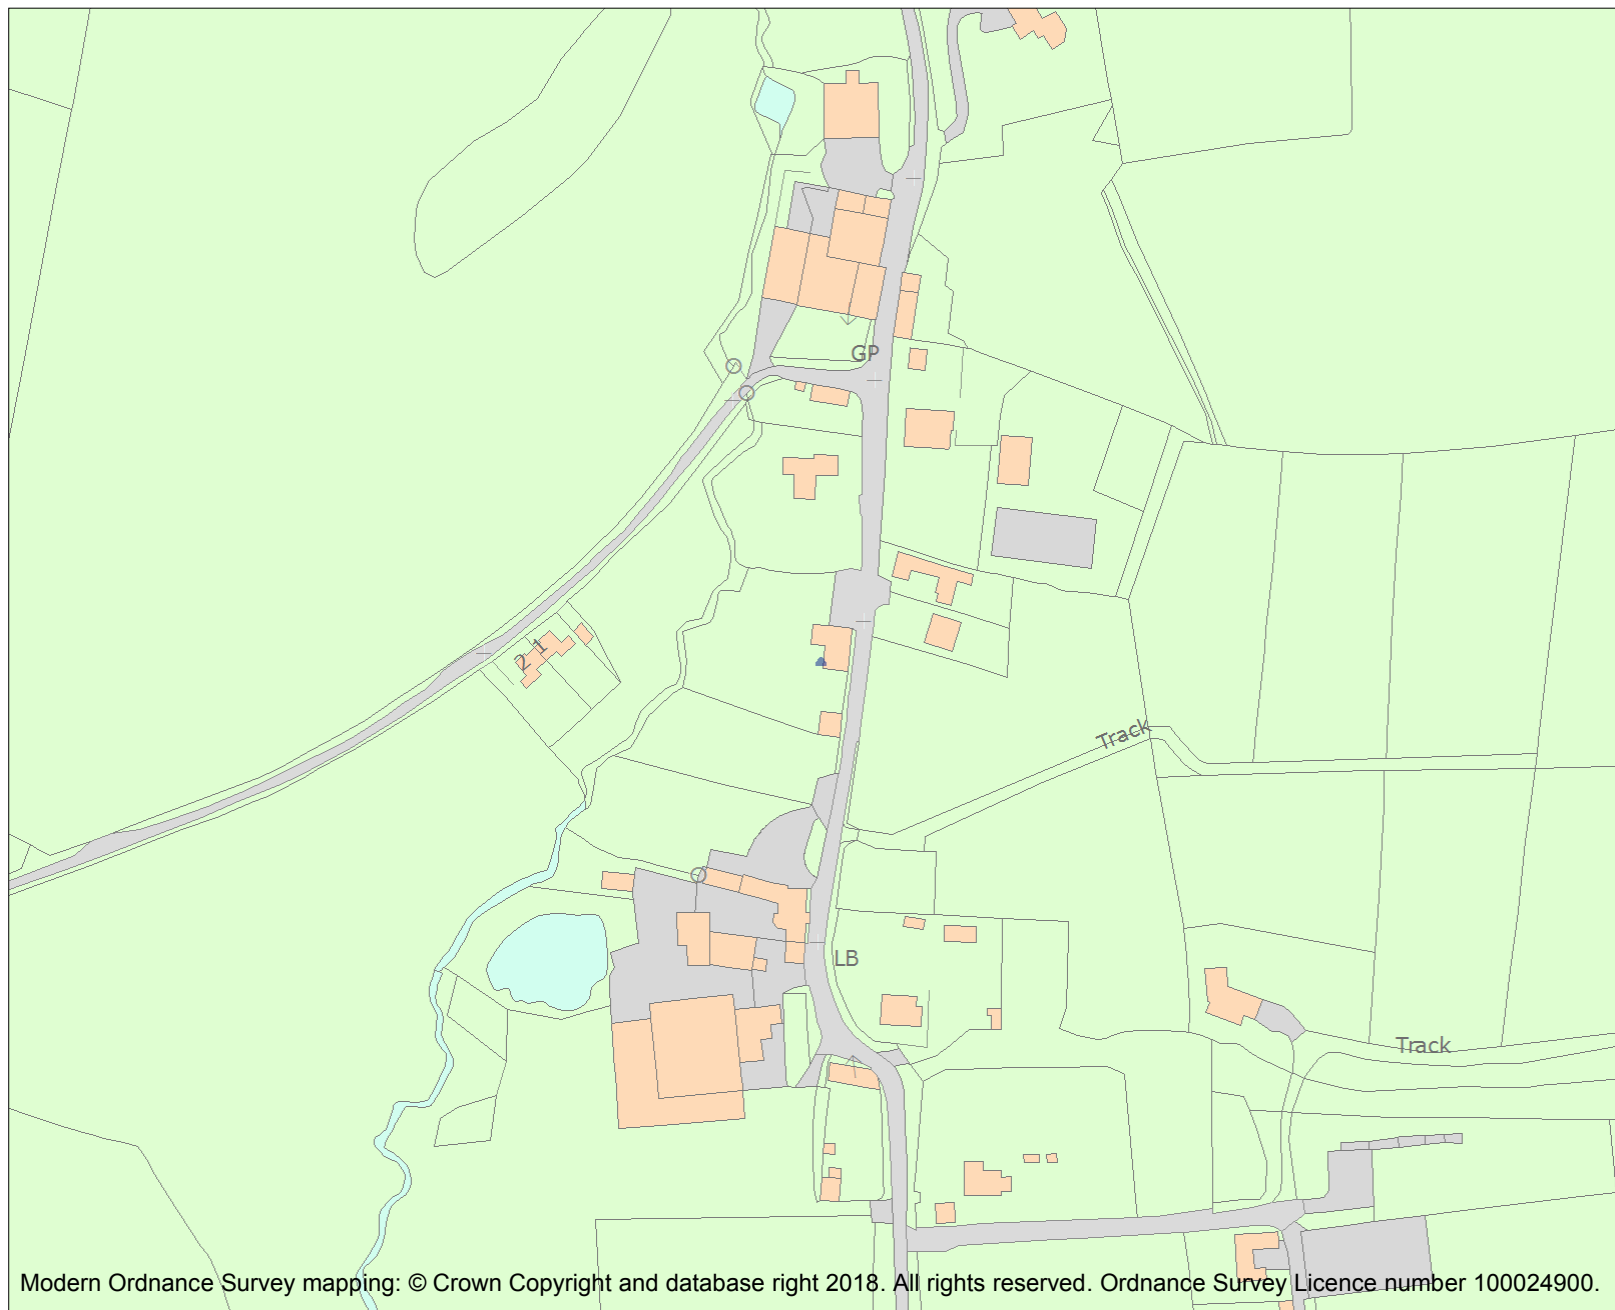 GP
2 1
Track
LB
Track
Modern Ordnance Survey mapping: © Crown Copyright and database right 2018. All rights reserved. Ordnance Survey Licence number 100024900.